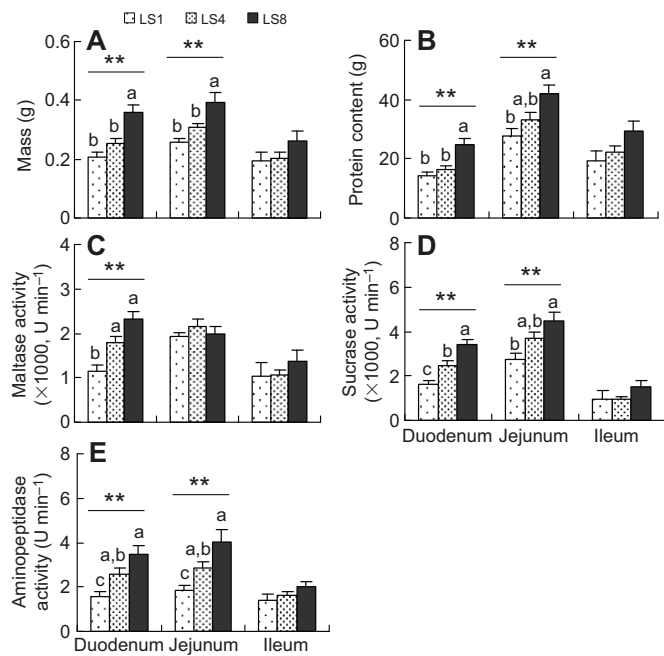 LS1 LS4 LS8
A
Mass (g)
0.6
0.4
0.2
0
**
b b a
**
b b a
B
Protein content (g)
60
40
20
0
**
b b a
**
b a,b a
C
Maltase activity
(×1000, U min–1)
4
3
2
1
0
**
b a a
D
Sucrase activity
(×1000, U min–1)
8
6
4
2
0
**
c b a
**
b a,b a
Duodenum Jejunum Ileum
E
Aminopeptidase
activity (U min–1)
8
6
4
2
0
**
c a,b a
**
c a,b a
Duodenum Jejunum Ileum